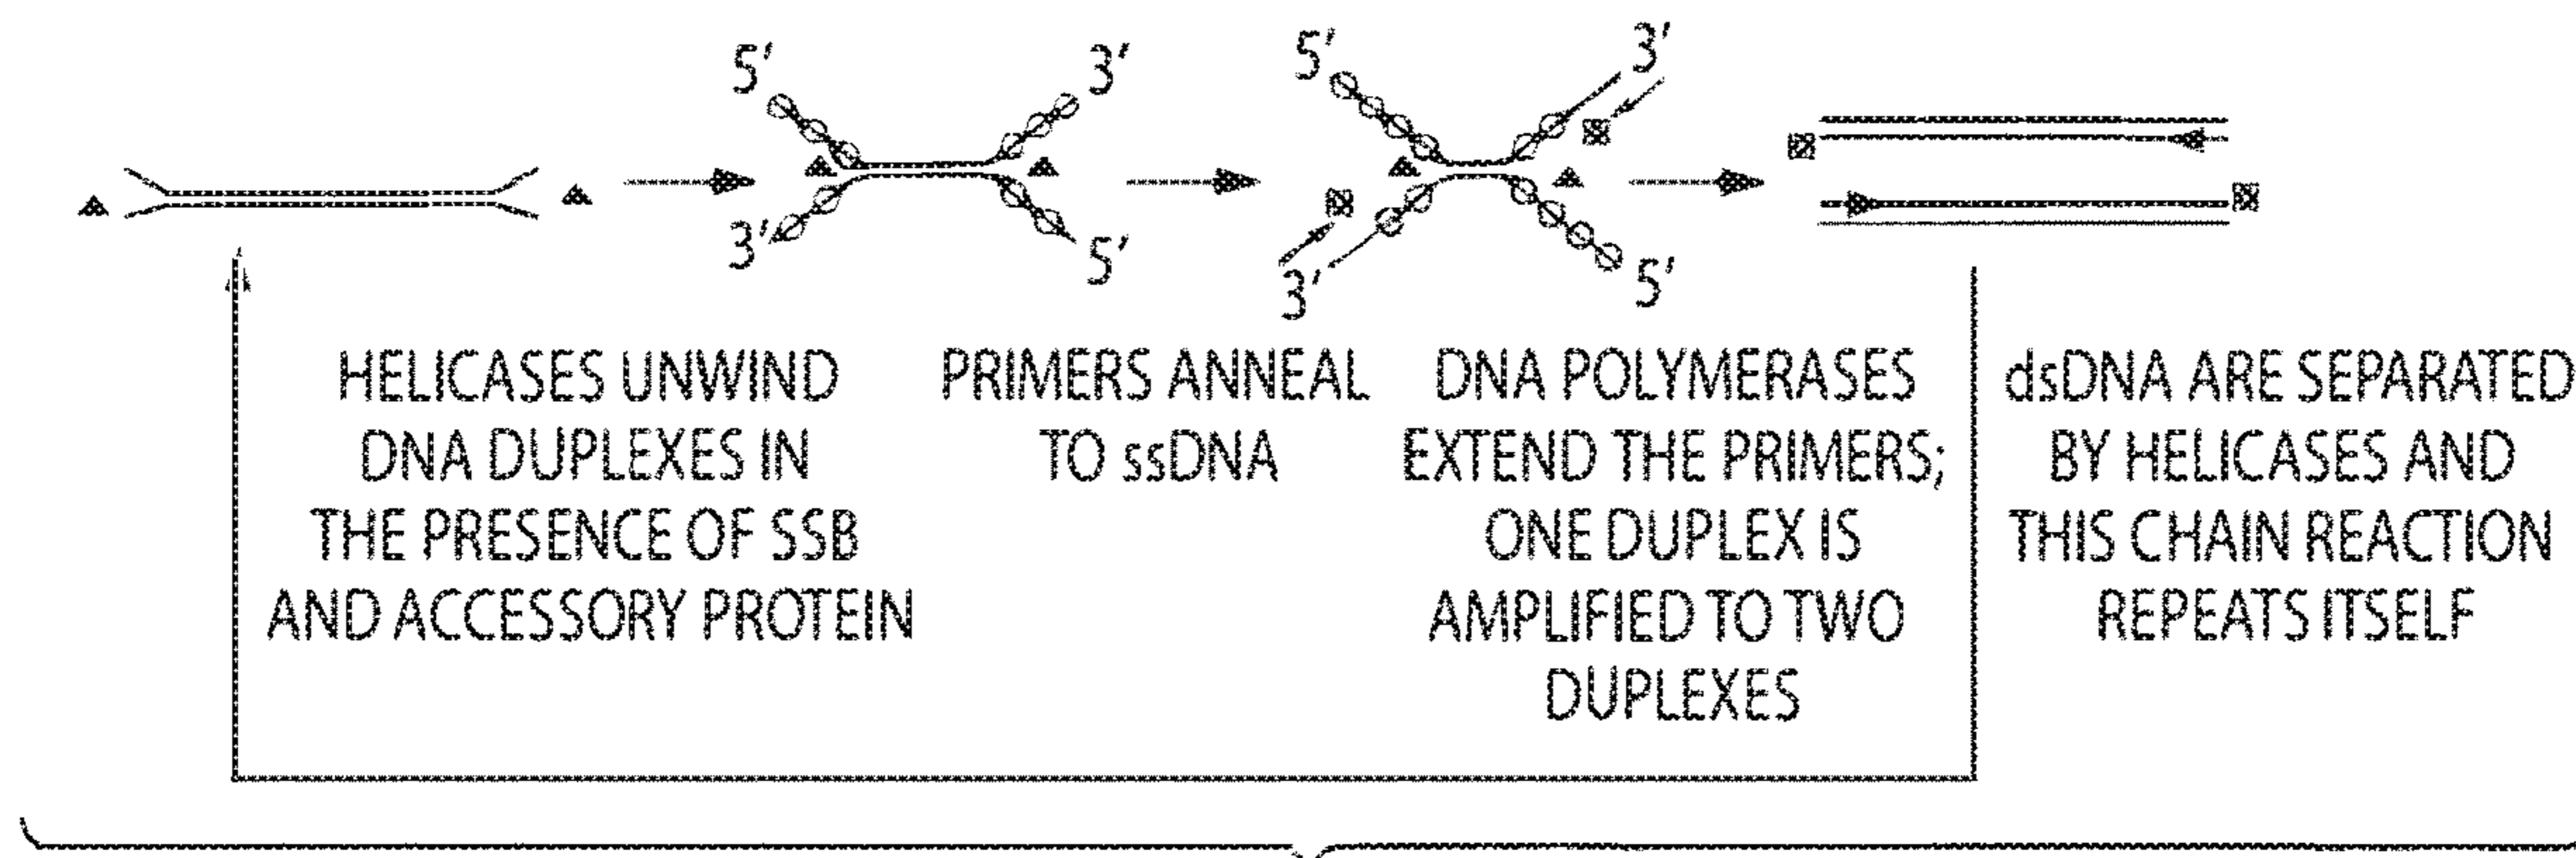 5' 3'
3' 5'
5' 3'
3' 5'
HELICASES UNWIND
DNA DUPLEXES IN
THE PRESENCE OF SSB
AND ACCESSORY PROTEIN
PRIMERS ANNEAL
TO ssDNA
DNA POLYMERASES
EXTEND THE PRIMERS;
ONE DUPLEX IS
AMPLIFIED TO TWO
DUPLEXES
dsDNA ARE SEPARATED
BY HELICASES AND
THIS CHAIN REACTION
REPEATS ITSELF